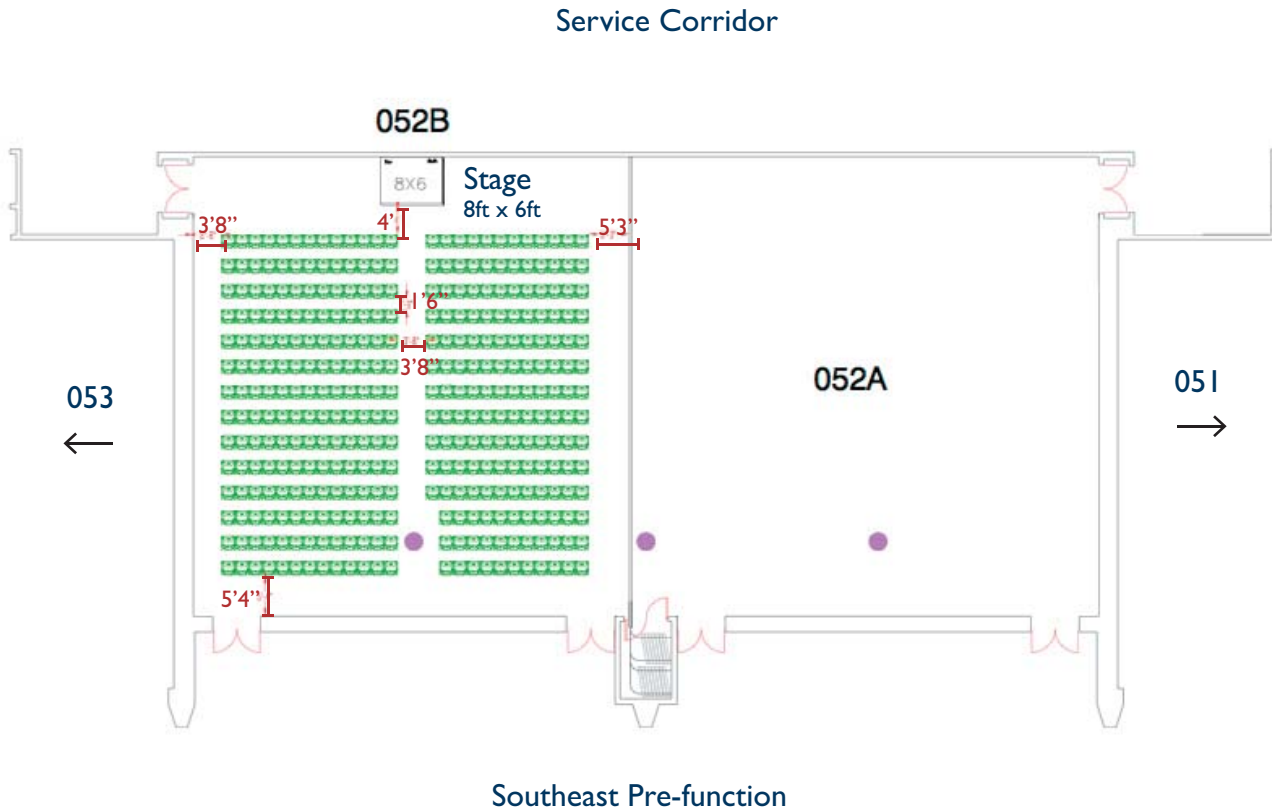 Service Corridor
052B
8X6
Stage
8ft x 6ft
3’8”
4’
5’3”
1’6”
3’8”
052A
053
051
5’4”
Southeast Pre-function